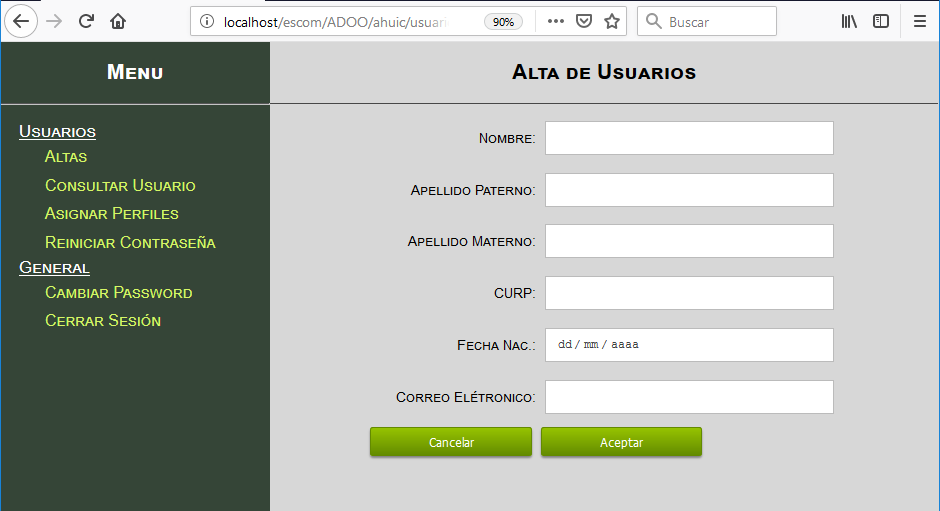 localhost/escom/ADOO/ahuic/usuari
90%
Buscar
Menu
Usuarios
Altas
Consultar Usuario
Asignar Perfiles
Reiniciar Contraseña
General
Cambiar Password
Cerrar Sesión
Alta de Usuarios
Nombre:
Apellido Paterno:
Apellido Materno:
CURP:
Fecha Nac.: dd / mm / aaaa
Correo Elétronico:
Cancelar Aceptar